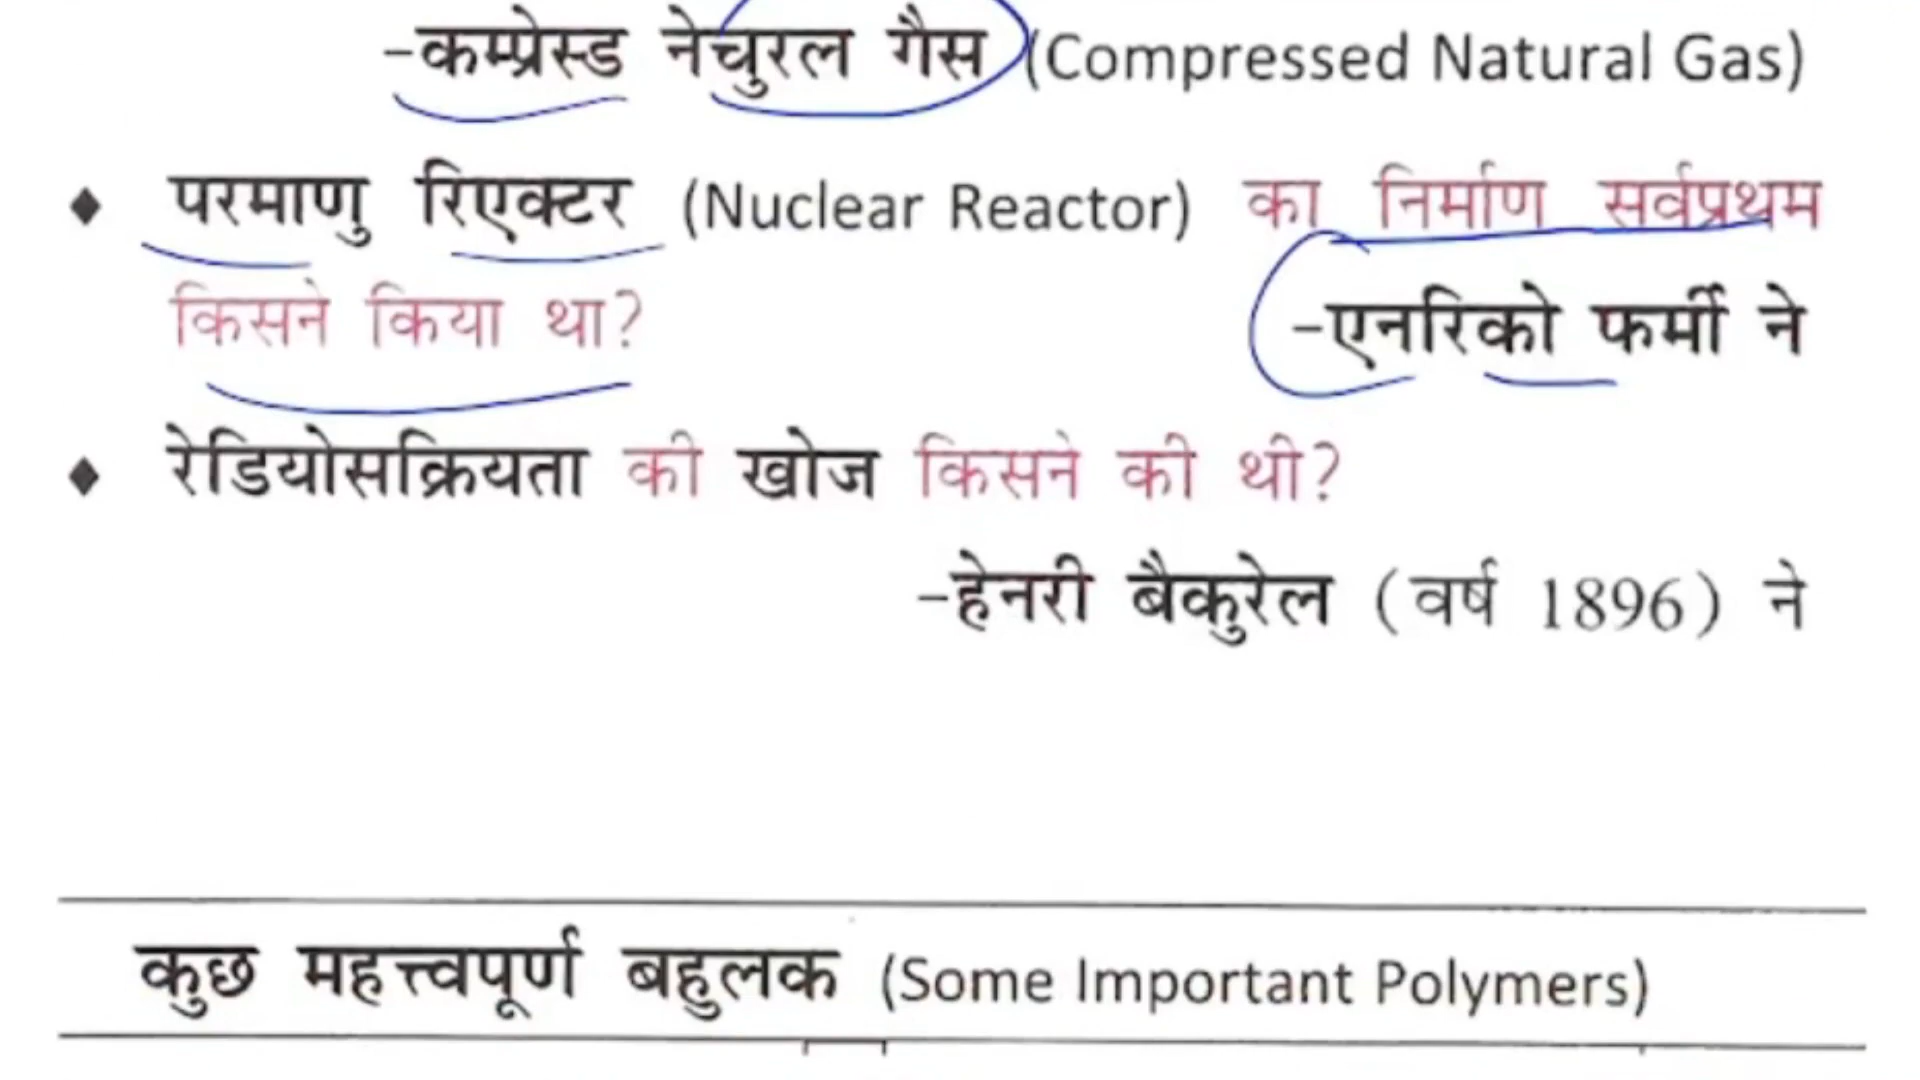 -कम्प्रेस्ड नेचुरल गैस (Compressed Natural Gas)
♦ परमाणु रिएक्टर (Nuclear Reactor) का निर्माण सर्वप्रथम
किसने किया था? -एनरिको फर्मी ने
♦ रेडियोसक्रियता की खोज किसने की थी?
-हेनरी बैकुरेल (वर्ष 1896) ने
कुछ महत्त्वपूर्ण बहुलक (Some Important Polymers)